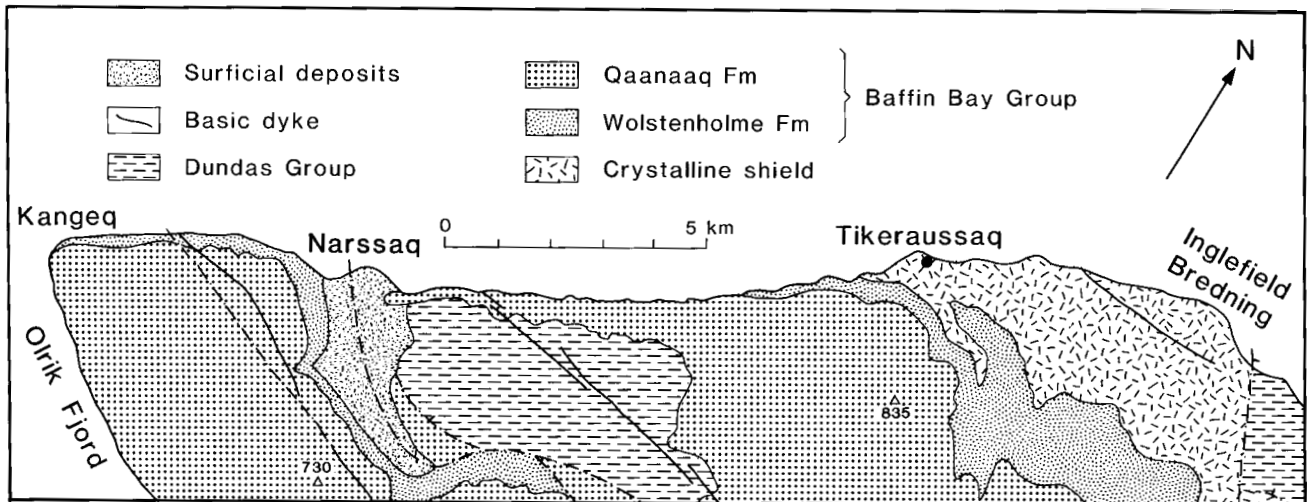 N
Surficial deposits
Basic dyke
Dundas Group
Qaanaaq Fm
Wolstenholme Fm
Crystalline shield
Baffin Bay Group
Kangeq
Narssaq
0 5 km
Tikeraussaq
Inglefield
Bredning
Olrik Fjord
730
835